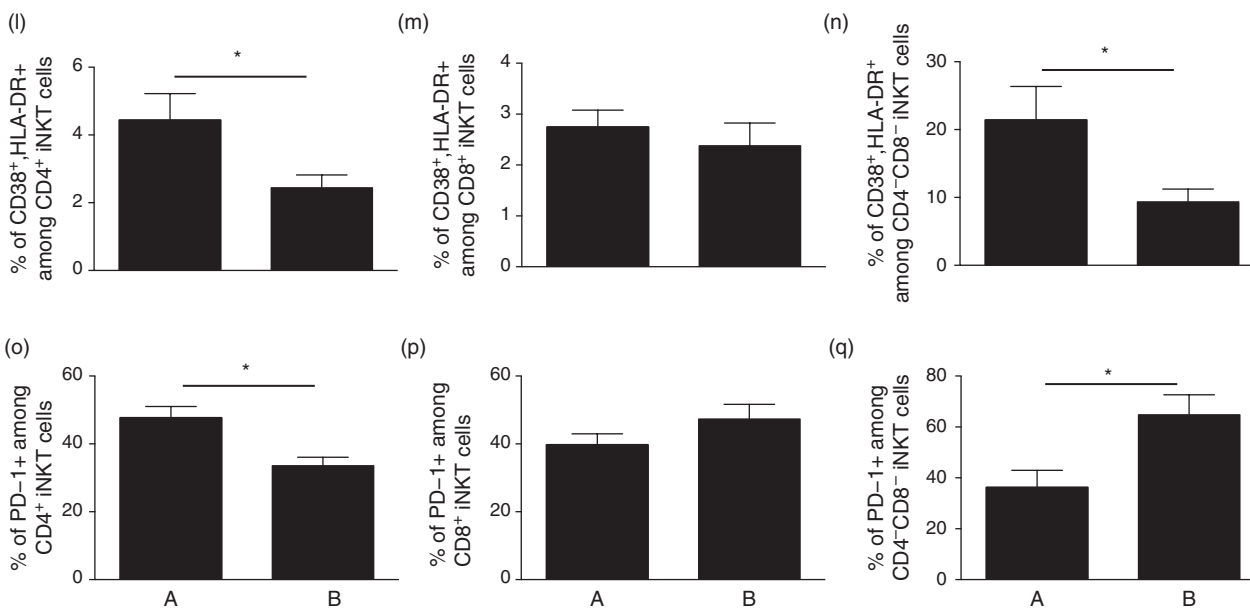 (l)
% of CD38⁺,HLA-DR+
among CD4⁺ iNKT cells
6
4
2
0
*
(m)
% of CD38⁺,HLA-DR+
among CD8⁺ iNKT cells
4
3
2
1
0
(n)
% of CD38⁺,HLA-DR⁺
among CD4⁻CD8⁻ iNKT cells
30
20
10
0
*
(o)
% of PD–1+ among
CD4⁺ iNKT cells
60
40
20
0
*
A B
(p)
% of PD–1+ among
CD8⁺ iNKT cells
60
40
20
0
A B
(q)
% of PD–1+ among
CD4⁻CD8⁻ iNKT cells
80
60
40
20
0
*
A B